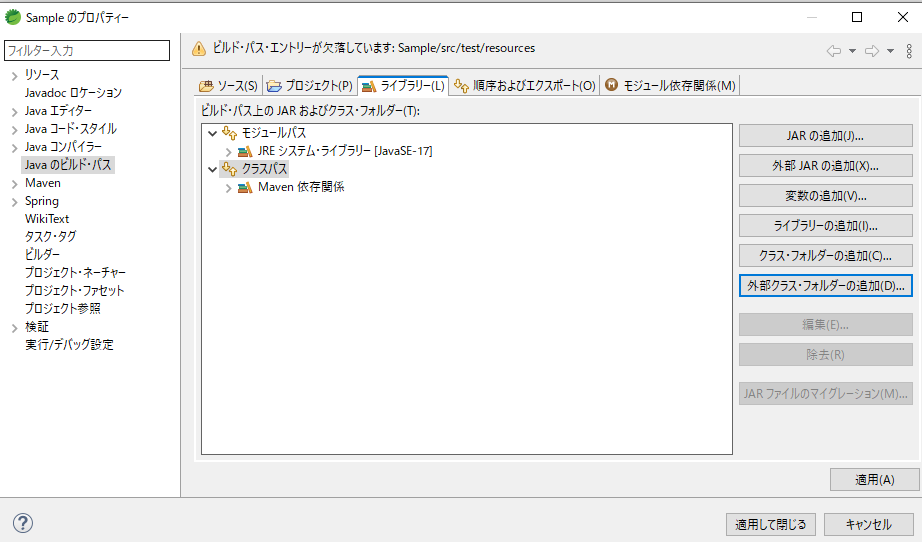 Sample のプロパティー
フィルター入力
リソース
Javadoc ロケーション
Java エディター
Java コード・スタイル
Java コンパイラー
Java のビルド・パス
Maven
Spring
WikiText
タスク・タグ
ビルダー
プロジェクト・ネーチャー
プロジェクト・ファセット
プロジェクト参照
検証
実行/デバッグ設定
ビルド・パス・エントリーが欠落しています: Sample/src/test/resources
ソース(S) プロジェクト(P) ライブラリー(L) 順序およびエクスポート(O) モジュール依存関係(M)
ビルド・パス上の JAR およびクラス・フォルダー(T):
モジュールパス
JRE システム・ライブラリー [JavaSE-17]
クラスパス
Maven 依存関係
JAR の追加(J)...
外部 JAR の追加(X)...
変数の追加(V)...
ライブラリーの追加(I)...
クラス・フォルダーの追加(C)...
外部クラス・フォルダーの追加(D)...
編集(E)...
除去(R)
JAR ファイルのマイグレーション(M)...
適用(A)
適用して閉じる
キャンセル